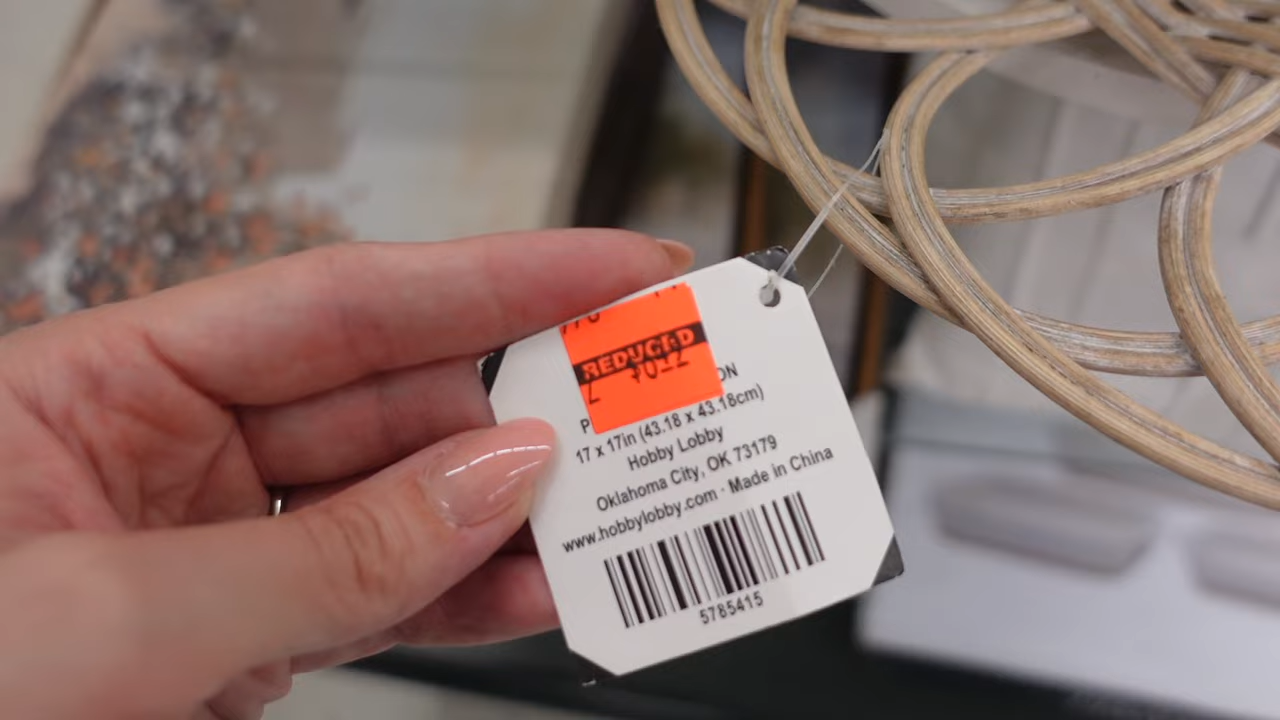 REDUCED
ON
P
17 x 17in (43.18 x 43.18cm)
Hobby Lobby
Oklahoma City, OK 73179
www.hobbylobby.com · Made in China
5785415